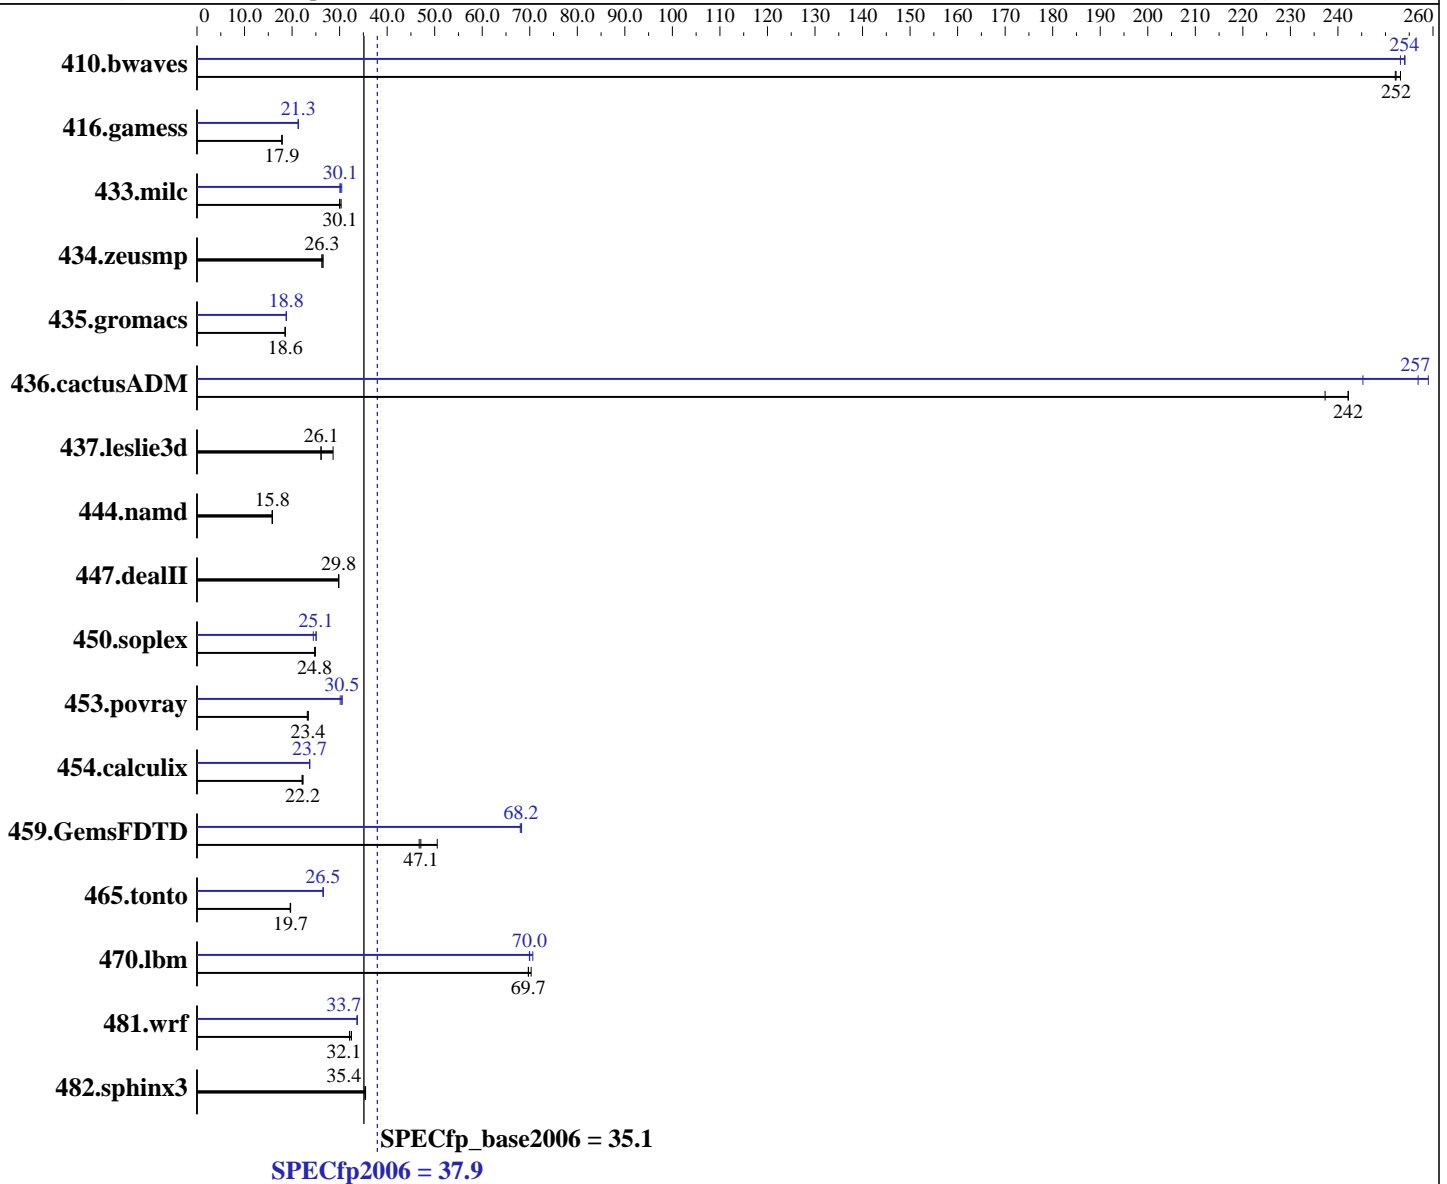 0 10.0 20.0 30.0 40.0 50.0 60.0 70.0 80.0 90.0 100 110 120 130 140 150 160 170 180 190 200 210 220 230 240 260
254
410.bwaves
252
21.3
416.gamess
17.9
30.1
433.milc
30.1
26.3
434.zeusmp
18.8
435.gromacs
18.6
257
436.cactusADM
242
26.1
437.leslie3d
15.8
444.namd
29.8
447.dealII
25.1
450.soplex
24.8
30.5
453.povray
23.4
23.7
454.calculix
22.2
68.2
459.GemsFDTD
47.1
26.5
465.tonto
19.7
70.0
470.lbm
69.7
33.7
481.wrf
32.1
35.4
482.sphinx3
SPECfp_base2006 = 35.1
SPECfp2006 = 37.9